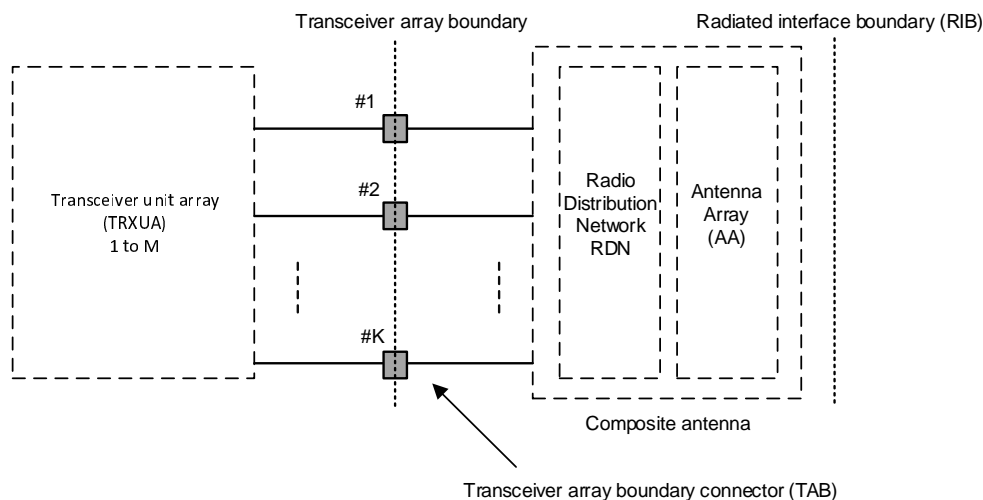 Transceiver array boundary
Radiated interface boundary (RIB)
#1
#2
#K
Transceiver unit array
(TRXUA)
1 to M
Radio
Distribution
Network
RDN
Antenna
Array
(AA)
Composite antenna
Transceiver array boundary connector (TAB)